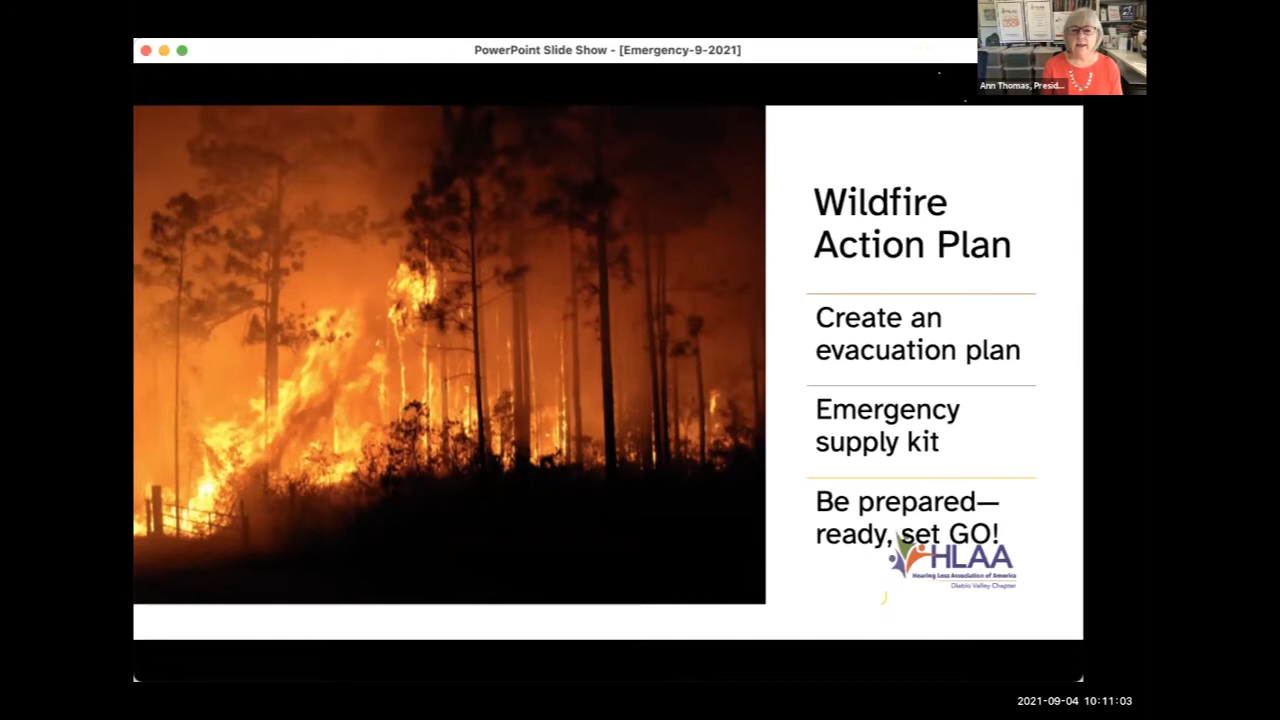 PowerPoint Slide Show - [Emergency-9-2021]
Ann Thomas, Presid...
Wildfire
Action Plan
Create an
evacuation plan
Emergency
supply kit
Be prepared—
ready, set GO!
HLAA
Hearing Loss Association of America
Diablo Valley Chapter
2021-09-04 10:11:03